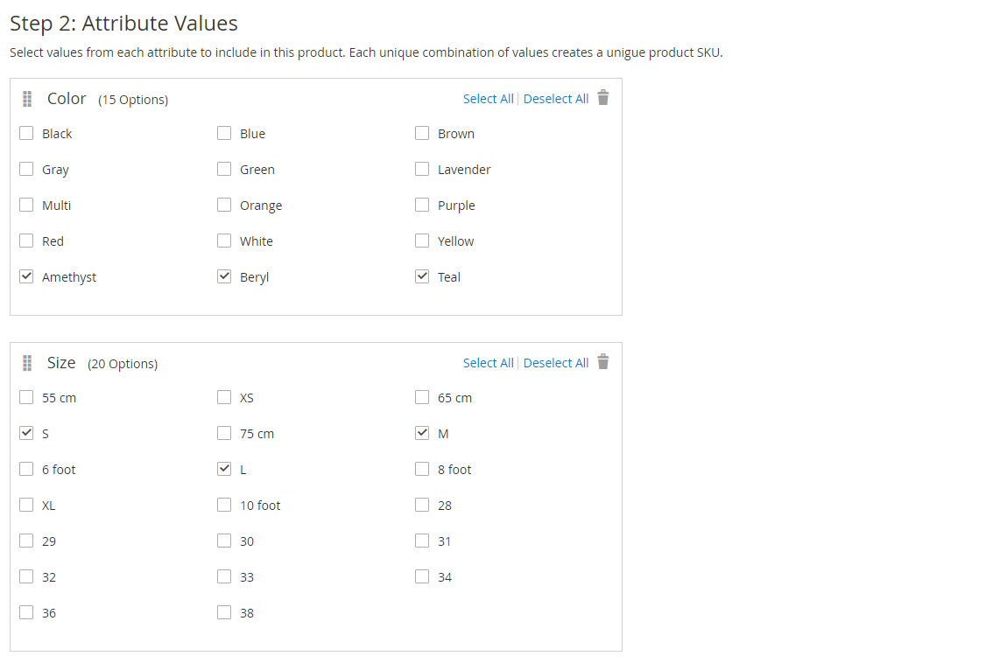 Step 2: Attribute Values
Select values from each attribute to include in this product. Each unique combination of values creates a unigue product SKU.
Color (15 Options) Select All Deselect All
Black Blue Brown
Gray Green Lavender
Multi Orange Purple
Red White Yellow
Amethyst Beryl Teal
Size (20 Options) Select All Deselect All
55 cm XS 65 cm
S 75 cm M
6 foot L 8 foot
XL 10 foot 28
29 30 31
32 33 34
36 38